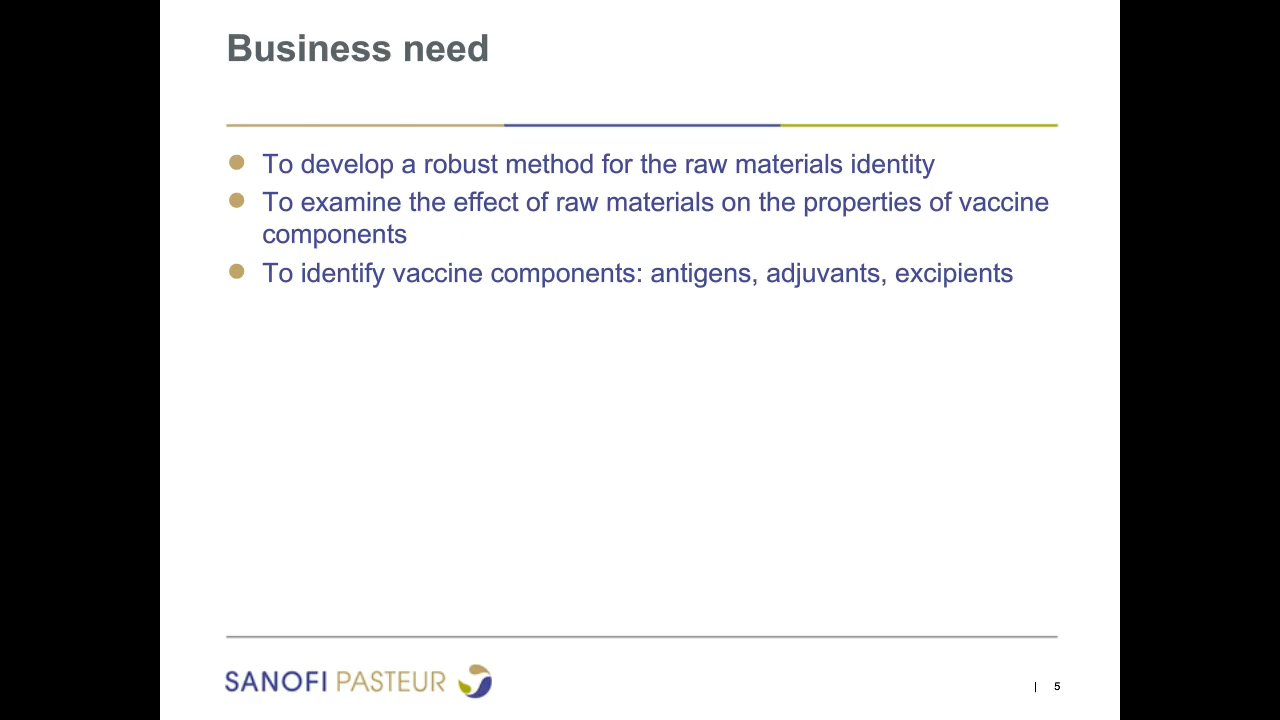 Business need
To develop a robust method for the raw materials identity
To examine the effect of raw materials on the properties of vaccine
components
To identify vaccine components: antigens, adjuvants, excipients
SANOFI PASTEUR
| 5